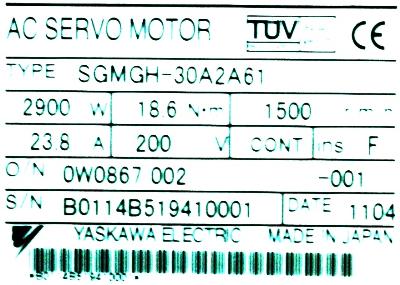 AC SERVO MOTOR TÜV CE
TYPE SGMGH-30A2A61
2900 W 18.6 N·m 1500
23.8 A 200 V CONT ins F
O/N 0W0867 002 -001
S/N B0114B519410001 DATE 1104
YASKAWA ELECTRIC MADE IN JAPAN